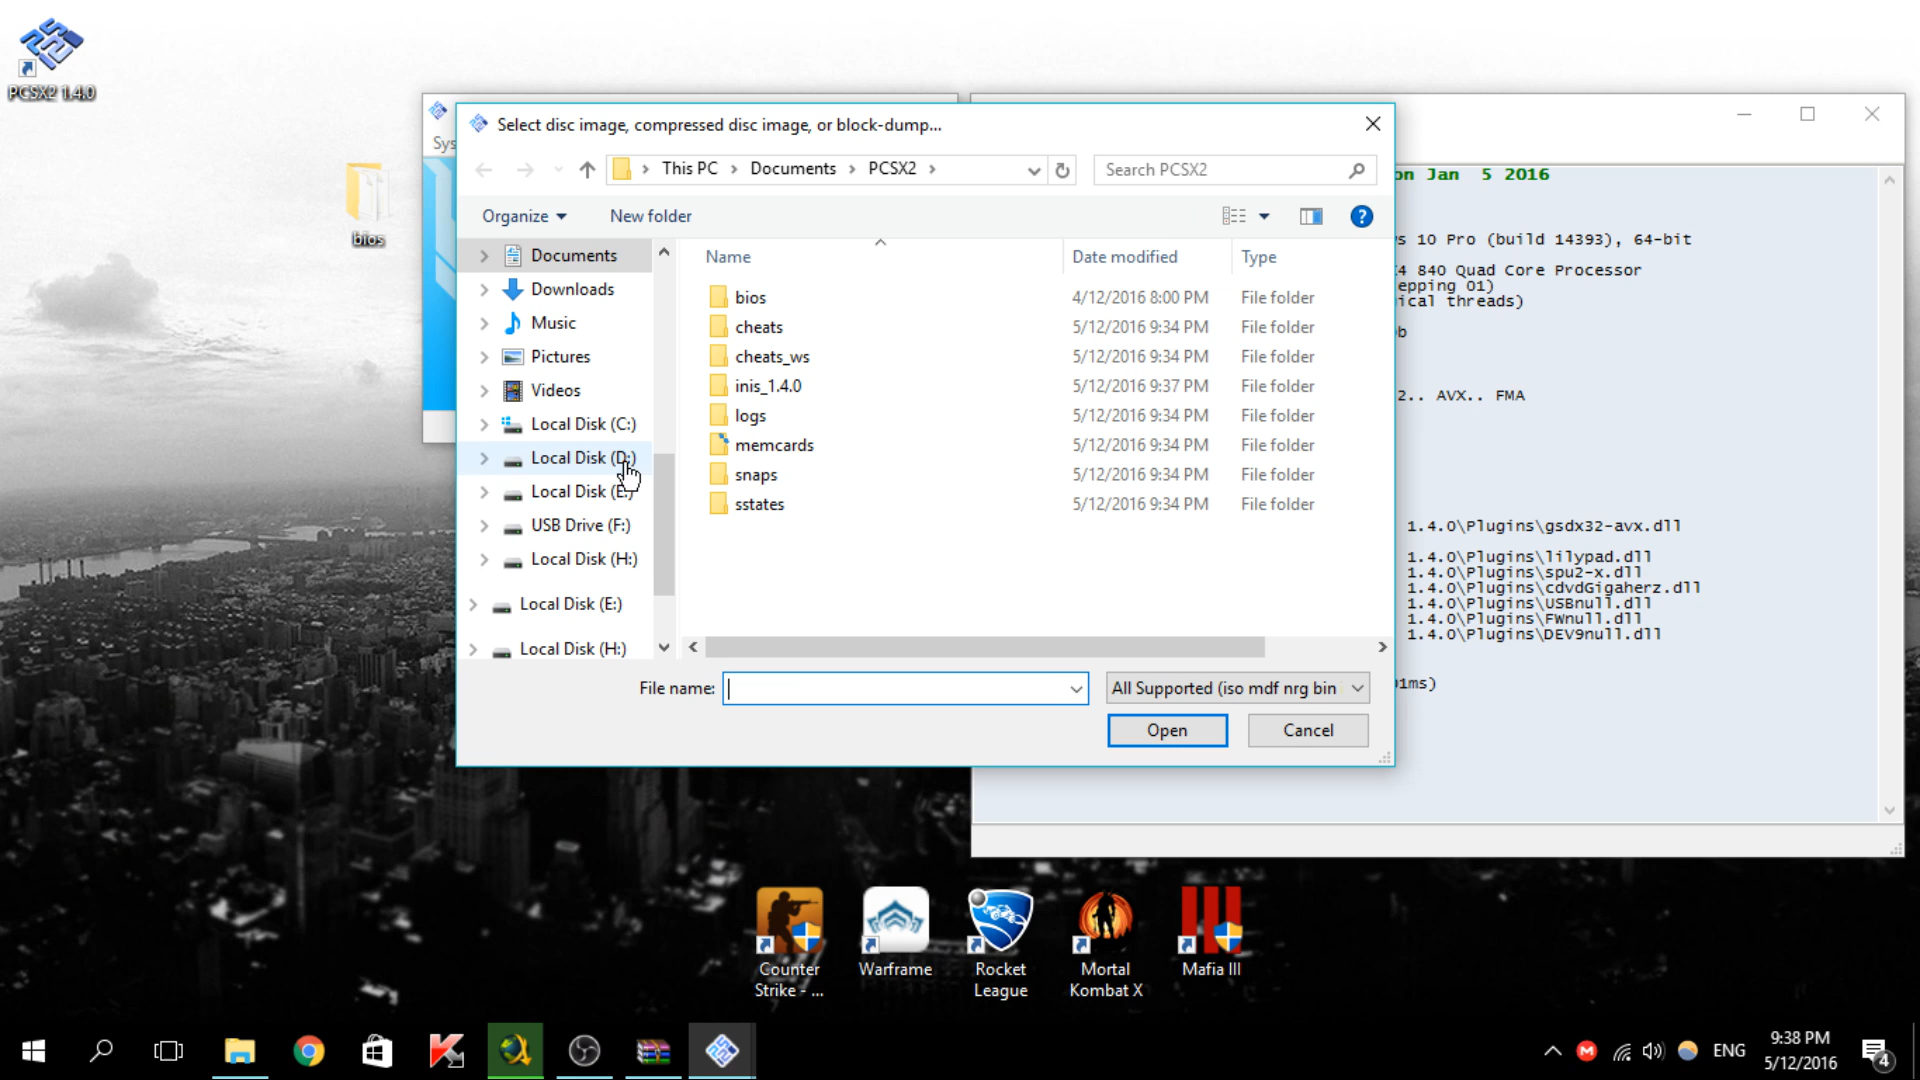 PCSX2 1.4.0
bios
Sys
Select disc image, compressed disc image, or block-dump...
This PC
Documents
PCSX2
Search PCSX2
Organize
New folder
Documents
Downloads
Music
Pictures
Videos
Local Disk (C:)
Local Disk (D:)
Local Disk (E:)
USB Drive (F:)
Local Disk (H:)
Local Disk (E:)
Local Disk (H:)
Name Date modified Type
bios 4/12/2016 8:00 PM File folder
cheats 5/12/2016 9:34 PM File folder
cheats_ws 5/12/2016 9:34 PM File folder
inis_1.4.0 5/12/2016 9:37 PM File folder
logs 5/12/2016 9:34 PM File folder
memcards 5/12/2016 9:34 PM File folder
snaps 5/12/2016 9:34 PM File folder
sstates 5/12/2016 9:34 PM File folder
File name:
All Supported (iso mdf nrg bin
Open
Cancel
on Jan 5 2016
s 10 Pro (build 14393), 64-bit
X4 840 Quad Core Processor
epping 01)
ical threads)
b
2.. AVX.. FMA
1.4.0\Plugins\gsdx32-avx.dll
1.4.0\Plugins\lilypad.dll
1.4.0\Plugins\spu2-x.dll
1.4.0\Plugins\cdvdGigaherz.dll
1.4.0\Plugins\USBnull.dll
1.4.0\Plugins\FWnull.dll
1.4.0\Plugins\DEV9null.dll
1ms)
Counter
Strike - ...
Warframe
Rocket
League
Mortal
Kombat X
Mafia III
ENG
9:38 PM
5/12/2016
4